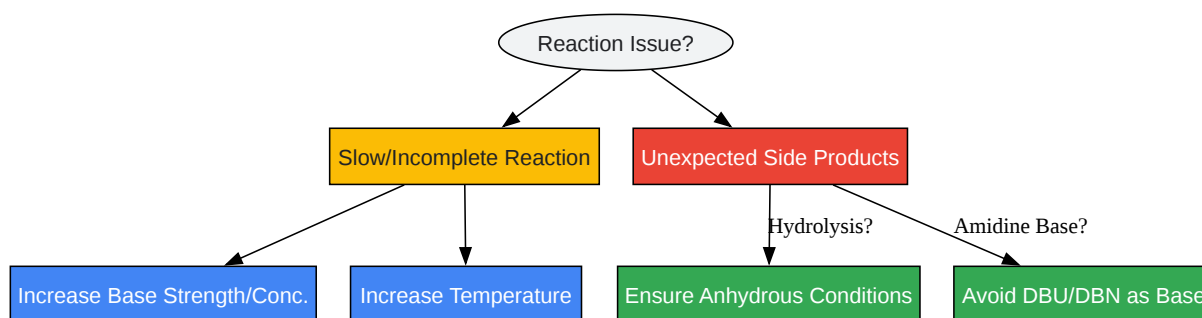 Reaction Issue?
Slow/Incomplete Reaction
Unexpected Side Products
Hydrolysis?
Amidine Base?
Increase Base Strength/Conc.
Increase Temperature
Ensure Anhydrous Conditions
Avoid DBU/DBN as Base